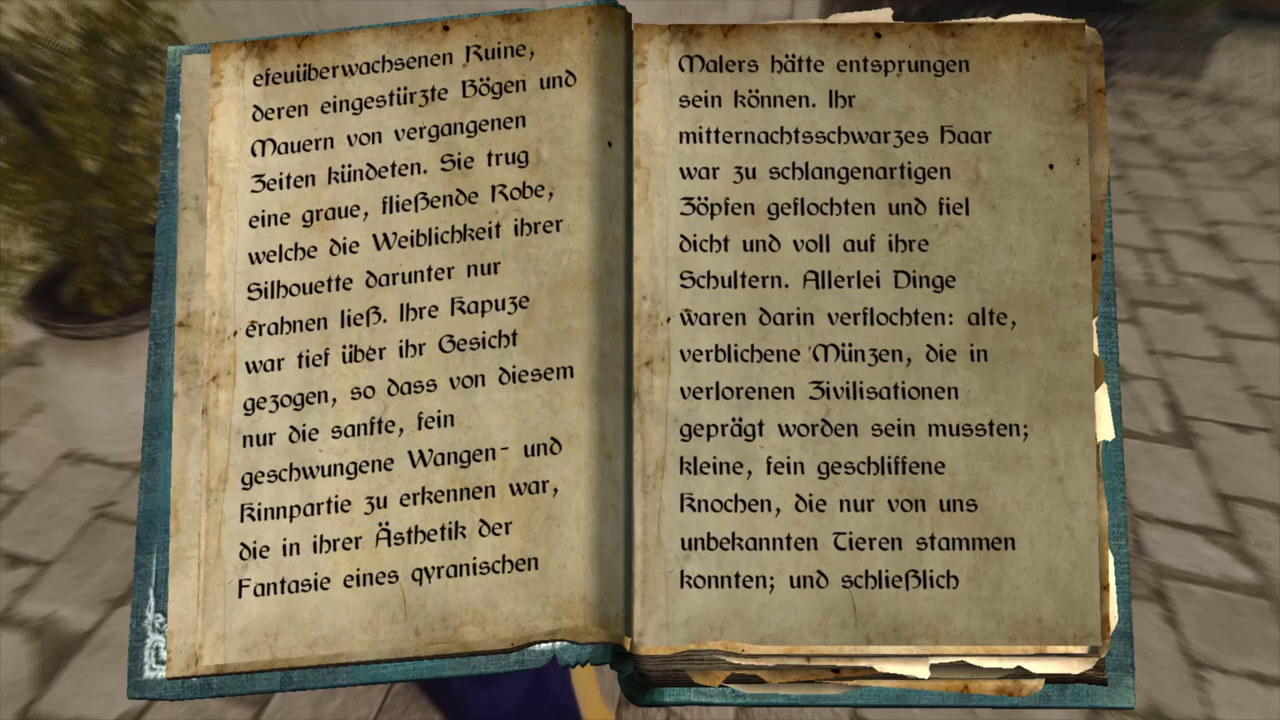 efeuüberwachsenen Ruine,
deren eingestürzte Bögen und
Mauern von vergangenen
Zeiten kündeten. Sie trug
eine graue, fließende Robe,
welche die Weiblichkeit ihrer
Silhouette darunter nur
erahnen ließ. Ihre Kapuze
war tief über ihr Gesicht
gezogen, so dass von diesem
nur die sanfte, fein
geschwungene Wangen- und
Kinnpartie zu erkennen war,
die in ihrer Ästhetik der
Fantasie eines qyranischen
Malers hätte entsprungen
sein können. Ihr
mitternachtsschwarzes Haar
war zu schlangenartigen
Zöpfen geflochten und fiel
dicht und voll auf ihre
Schultern. Allerlei Dinge
waren darin verflochten: alte,
verblichene Münzen, die in
verlorenen Zivilisationen
geprägt worden sein mussten;
kleine, fein geschliffene
Knochen, die nur von uns
unbekannten Tieren stammen
konnten; und schließlich